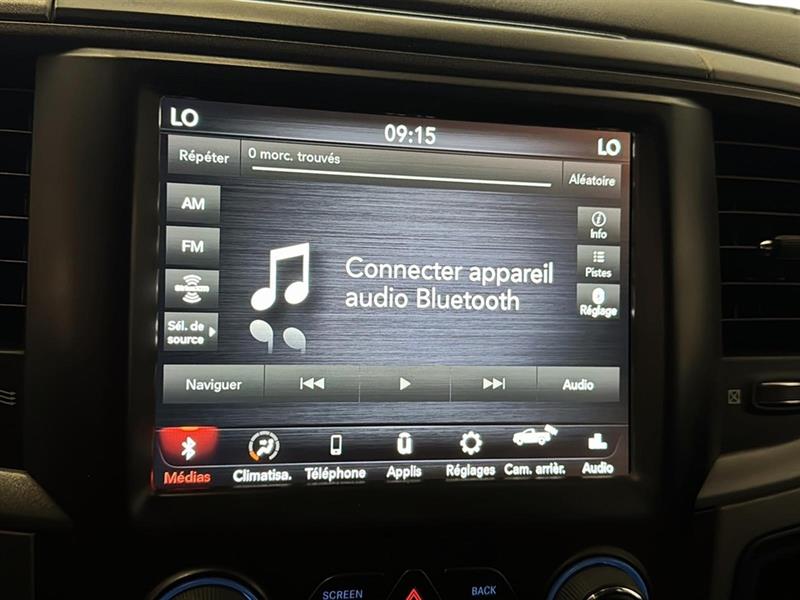 LO
09:15
LO
Répéter
0 morc. trouvés
Aléatoire
AM
FM
Sél. de
source
Connecter appareil
audio Bluetooth
Info
Pistes
Réglage
Naviguer
Audio
Médias
Climatisa.
Téléphone
Applis
Réglages
Cam. arrièr.
Audio
SCREEN
BACK